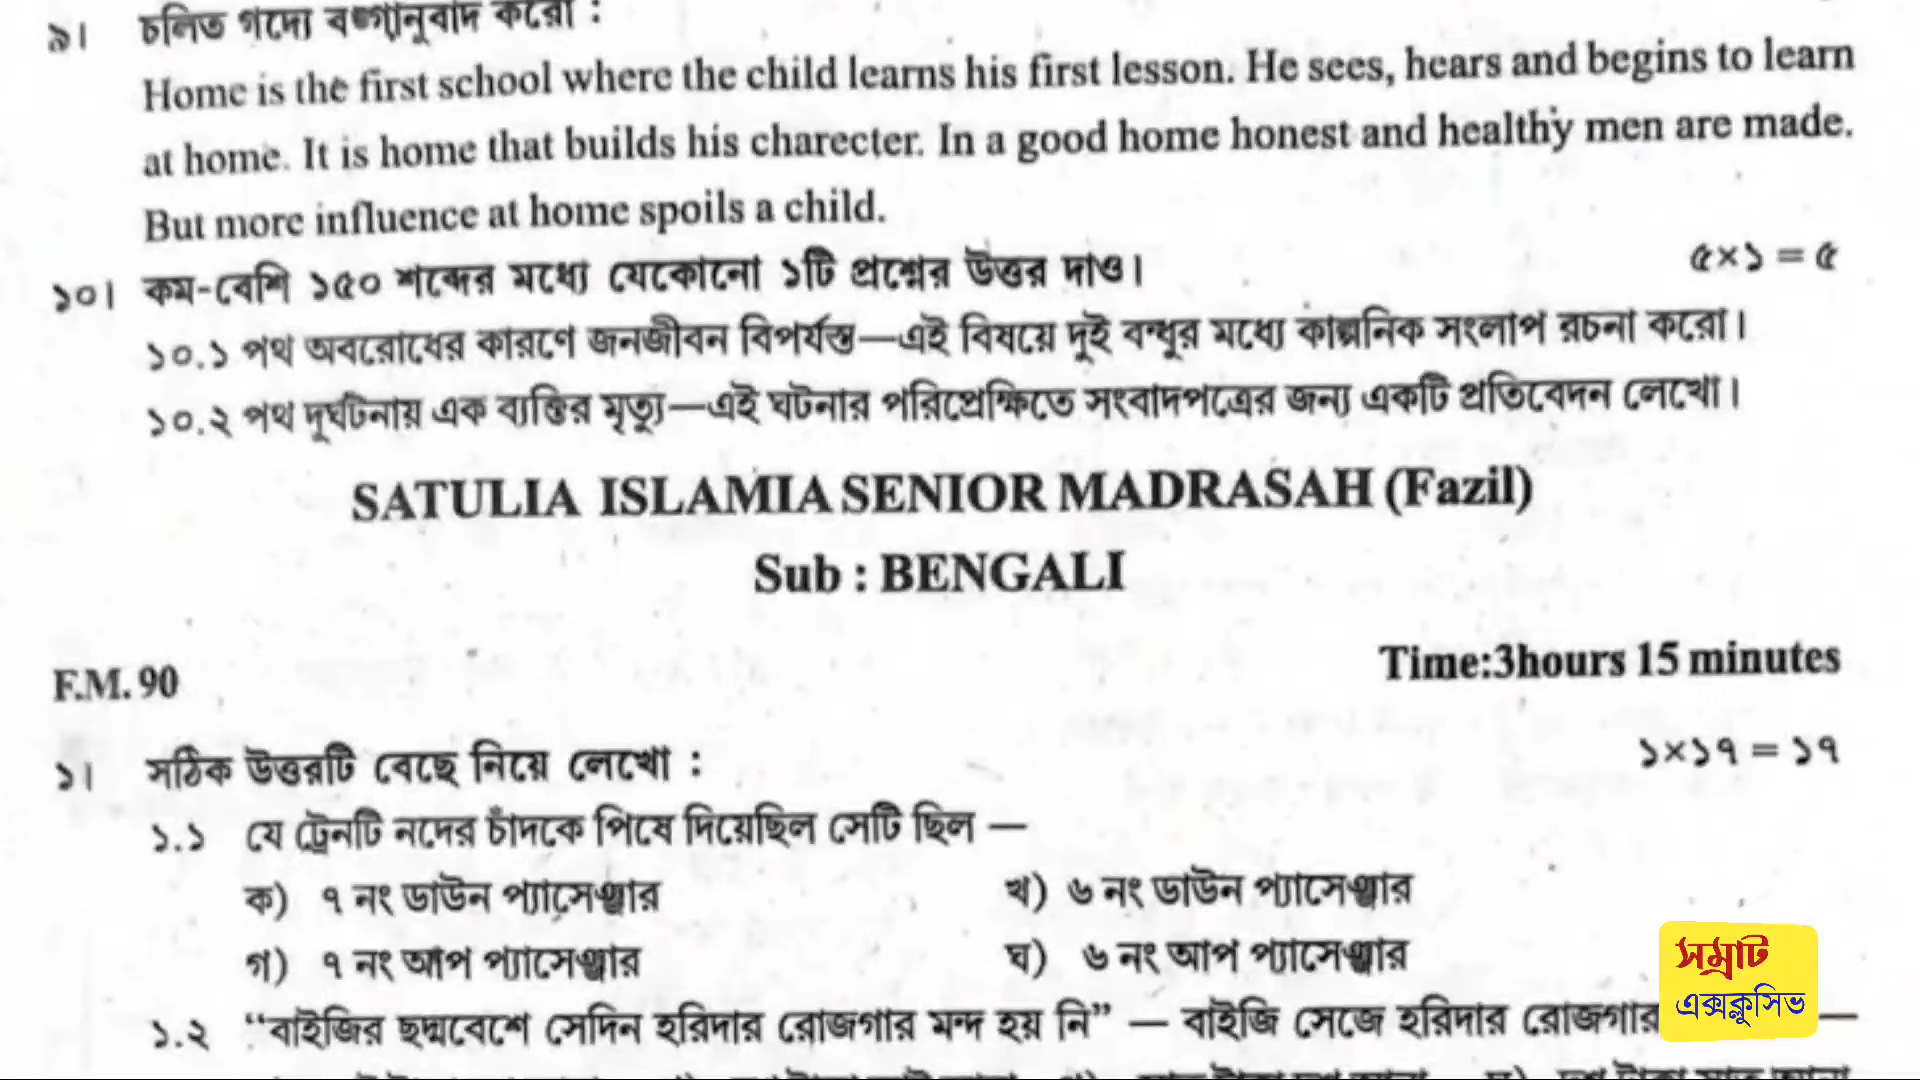 ৯। চলিত গদ্যে বঙ্গানুবাদ করো :
Home is the first school where the child learns his first lesson. He sees, hears and begins to learn
at home. It is home that builds his charecter. In a good home honest and healthy men are made.
But more influence at home spoils a child.
১০। কম-বেশি ১৫০ শব্দের মধ্যে যেকোনো ১টি প্রশ্নের উত্তর দাও। ৫×১ = ৫
১০.১ পথ অবরোধের কারণে জনজীবন বিপর্যস্ত—এই বিষয়ে দুই বন্ধুর মধ্যে কাল্পনিক সংলাপ রচনা করো।
১০.২ পথ দুর্ঘটনায় এক ব্যক্তির মৃত্যু—এই ঘটনার পরিপ্রেক্ষিতে সংবাদপত্রের জন্য একটি প্রতিবেদন লেখো।
SATULIA ISLAMIA SENIOR MADRASAH (Fazil)
Sub : BENGALI
F.M. 90 Time:3hours 15 minutes
১। সঠিক উত্তরটি বেছে নিয়ে লেখো : ১×১৭ = ১৭
১.১ যে ট্রেনটি নদের চাঁদকে পিষে দিয়েছিল সেটি ছিল —
ক) ৭ নং ডাউন প্যাসেঞ্জার খ) ৬ নং ডাউন প্যাসেঞ্জার
গ) ৭ নং আপ প্যাসেঞ্জার ঘ) ৬ নং আপ প্যাসেঞ্জার
১.২ “বাইজির ছদ্মবেশে সেদিন হরিদার রোজগার মন্দ হয় নি” — বাইজি সেজে হরিদার রোজগার —
সম্রাট
এক্সক্লুসিভ